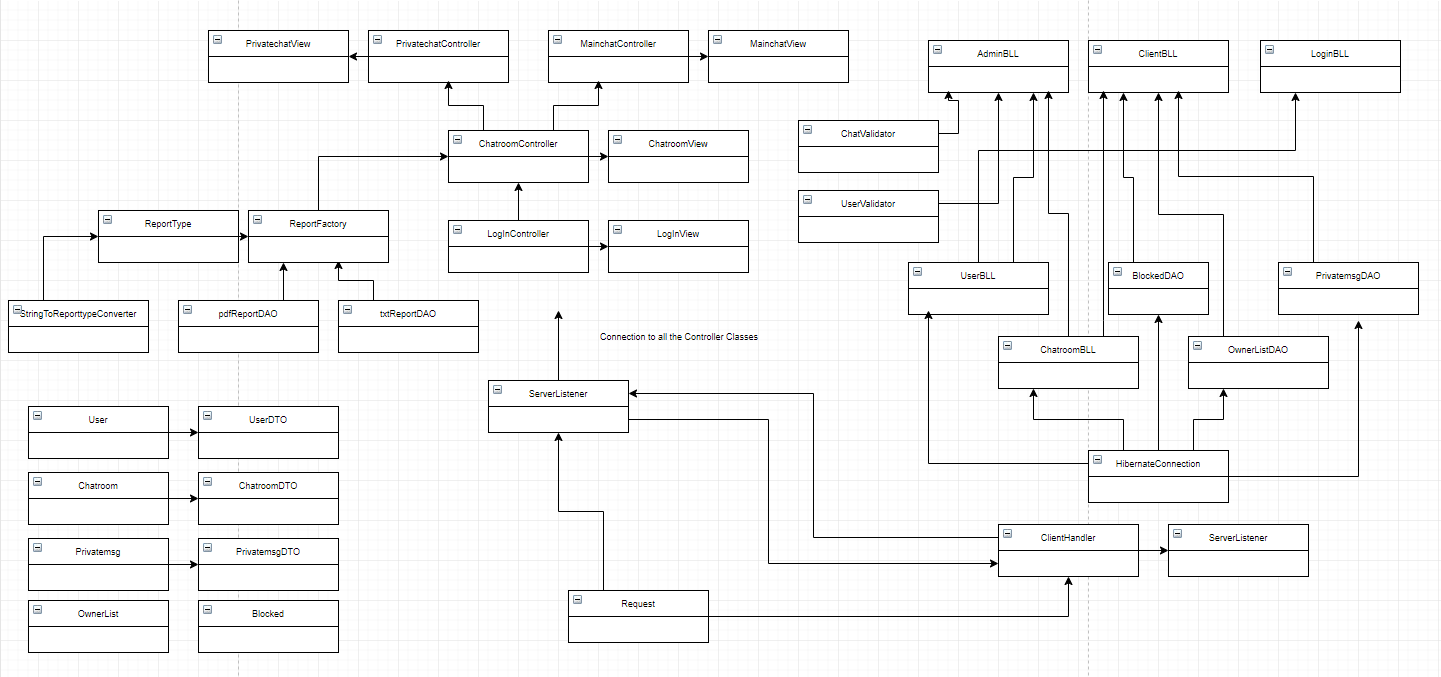 PrivatechatView
PrivatechatController
MainchatController
MainchatView
AdminBLL
ClientBLL
LoginBLL
ChatroomController
ChatroomView
ChatValidator
UserValidator
ReportType
ReportFactory
LogInController
LogInView
UserBLL
BlockedDAO
PrivatemsgDAO
StringToReporttypeConverter
pdfReportDAO
txtReportDAO
Connection to all the Controller Classes
ChatroomBLL
OwnerListDAO
ServerListener
User
UserDTO
HibernateConnection
Chatroom
ChatroomDTO
ClientHandler
ServerListener
Privatemsg
PrivatemsgDTO
Request
OwnerList
Blocked